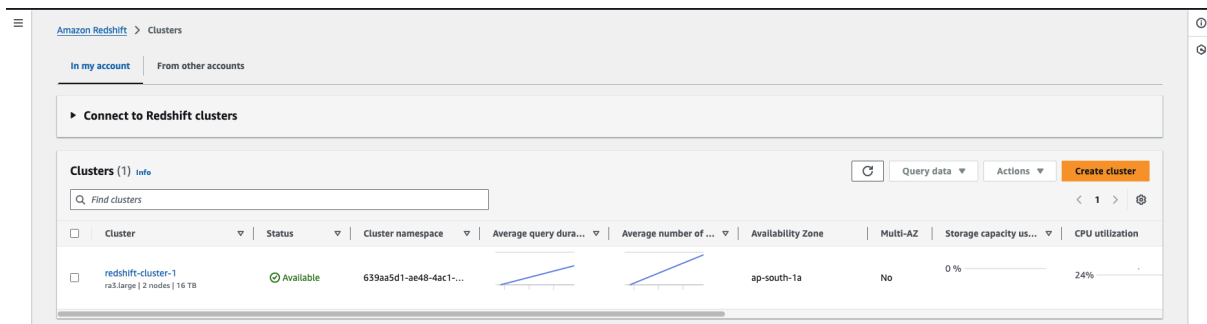 Amazon Redshift > Clusters
In my account From other accounts
Connect to Redshift clusters
Clusters (1) Info Query data Actions Create cluster
Find clusters < 1 >
Cluster Status Cluster namespace Average query dura... Average number of ... Availability Zone Multi-AZ Storage capacity us... CPU utilization
redshift-cluster-1 Available 639aa5d1-ae48-4ac1-... ap-south-1a No 0 % 24%
ra3.large | 2 nodes | 16 TB